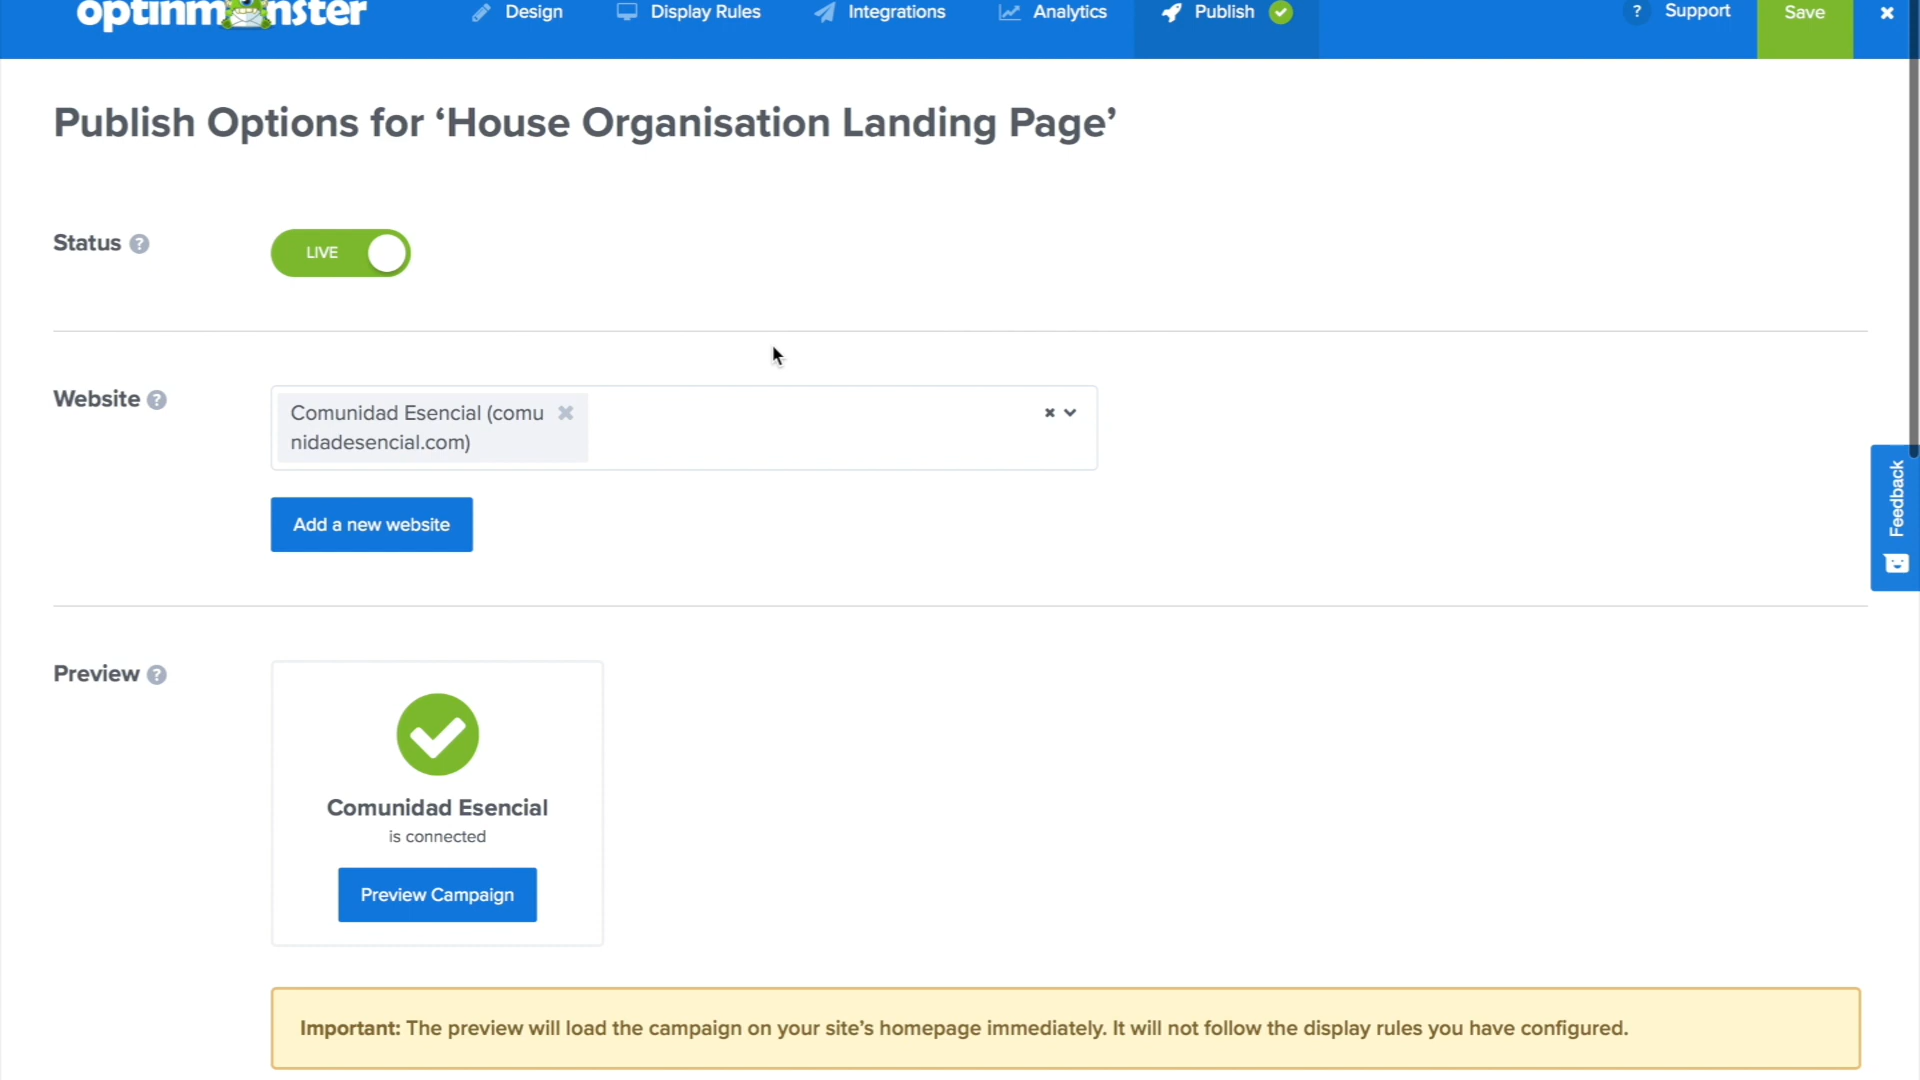 optinmonster
Design
Display Rules
Integrations
Analytics
Publish
? Support
Save
Publish Options for ‘House Organisation Landing Page’
Status ?
LIVE
Website ?
Comunidad Esencial (comu
nidadesencial.com)
Add a new website
Feedback
Preview ?
Comunidad Esencial
is connected
Preview Campaign
Important: The preview will load the campaign on your site’s homepage immediately. It will not follow the display rules you have configured.